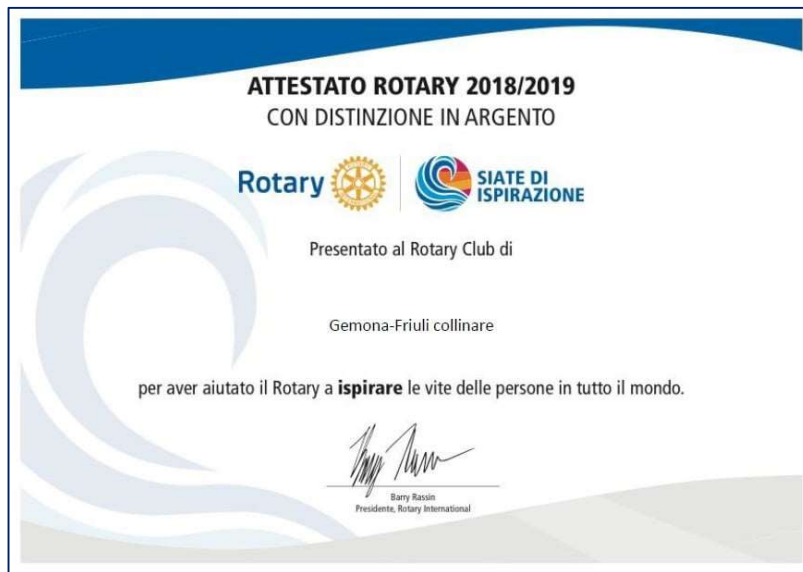 ATTESTATO ROTARY 2018/2019
CON DISTINZIONE IN ARGENTO
Rotary
SIATE DI
ISPIRAZIONE
Presentato al Rotary Club di
Gemona-Friuli collinare
per aver aiutato il Rotary a ispirare le vite delle persone in tutto il mondo.
Barry Rassin
Presidente, Rotary International